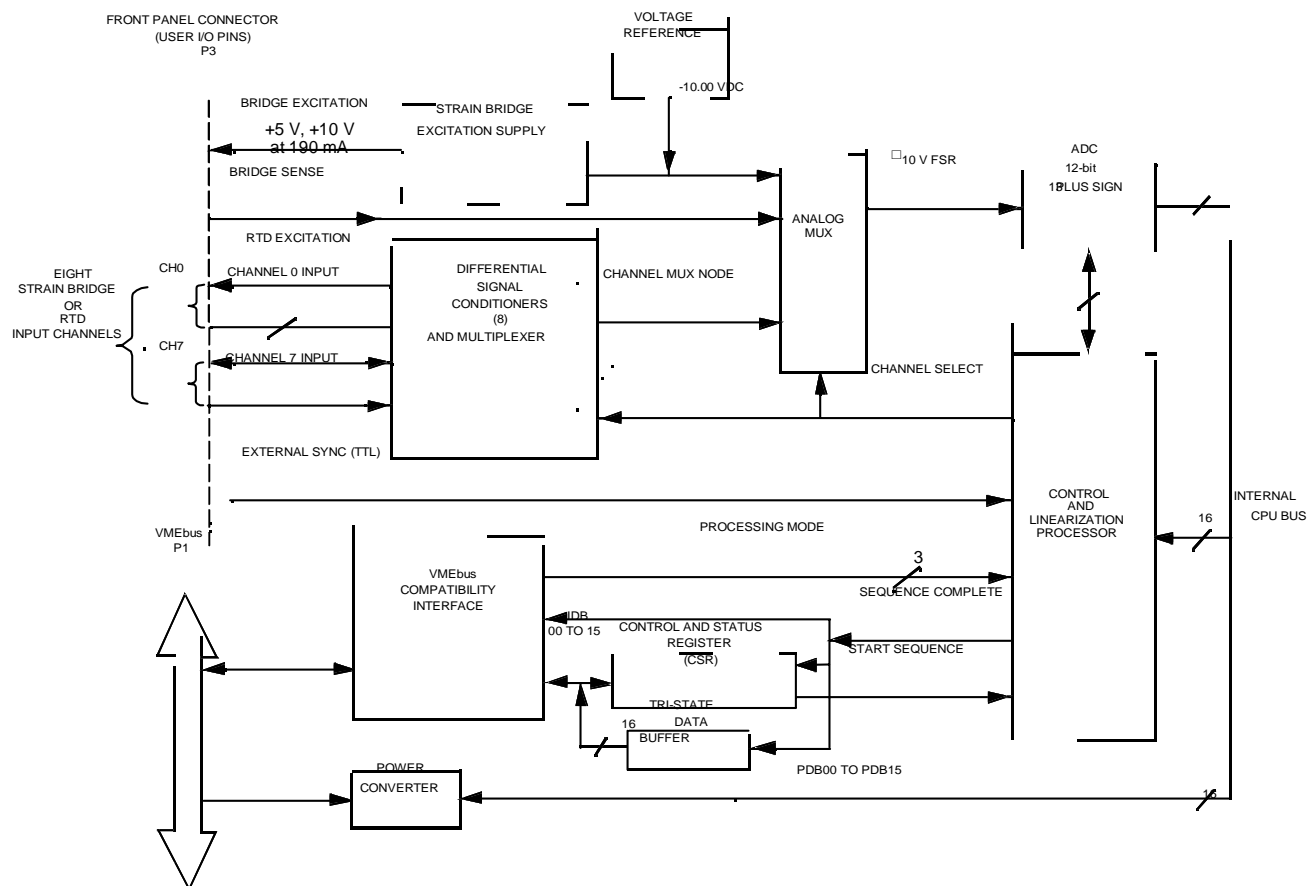 FRONT PANEL CONNECTOR
(USER I/O PINS)
P3
VOLTAGE
REFERENCE
-10.00 VDC
BRIDGE EXCITATION
+5 V, +10 V
at 190 mA
BRIDGE SENSE
STRAIN BRIDGE
EXCITATION SUPPLY
ANALOG
MUX
10 V FSR
ADC
12-bit
PLUS SIGN
RTD EXCITATION
EIGHT
STRAIN BRIDGE
OR
RTD
INPUT CHANNELS
CH0
CHANNEL 0 INPUT
CH7
CHANNEL 7 INPUT
DIFFERENTIAL
SIGNAL
CONDITIONERS
(8)
AND MULTIPLEXER
CHANNEL MUX NODE
CHANNEL SELECT
EXTERNAL SYNC (TTL)
CONTROL
AND
LINEARIZATION
PROCESSOR
INTERNAL
CPU BUS
16
VMEbus
P1
PROCESSING MODE
VMEbus
COMPATIBILITY
INTERFACE
3
SEQUENCE COMPLETE
IDB
00 TO 15
CONTROL AND STATUS
REGISTER
(CSR)
START SEQUENCE
TRI-STATE
DATA
BUFFER
16
PDB00 TO PDB15
POWER
CONVERTER
16